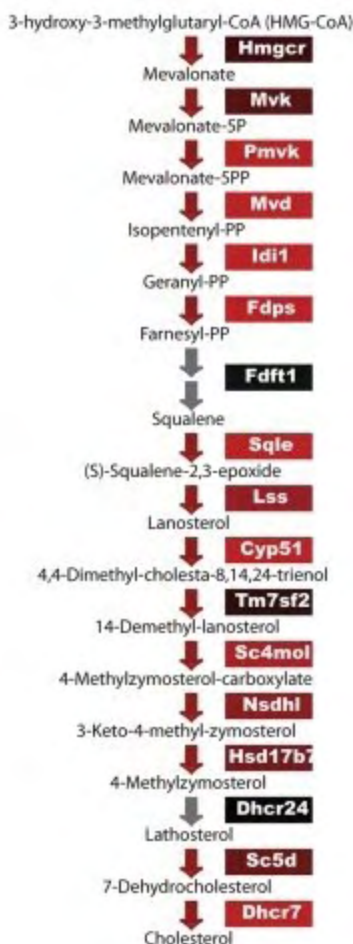 3-hydroxy-3-methylglutaryl-CoA (HMG-CoA)
Hmgcr
Mevalonate
Mvk
Mevalonate-5P
Pmvk
Mevalonate-5PP
Mvd
Isopentenyl-PP
Idi1
Geranyl-PP
Fdps
Farnesyl-PP
Fdft1
Squalene
Sqle
(S)-Squalene-2,3-epoxide
Lss
Lanosterol
Cyp51
4,4-Dimethyl-cholesta-8,14,24-trienol
Tm7sf2
14-Demethyl-lanosterol
Sc4mol
4-Methylzymosterol-carboxylate
Nsdhl
3-Keto-4-methyl-zymosterol
Hsd17b7
4-Methylzymosterol
Dhcr24
Lathosterol
Sc5d
7-Dehydrocholesterol
Dhcr7
Cholesterol